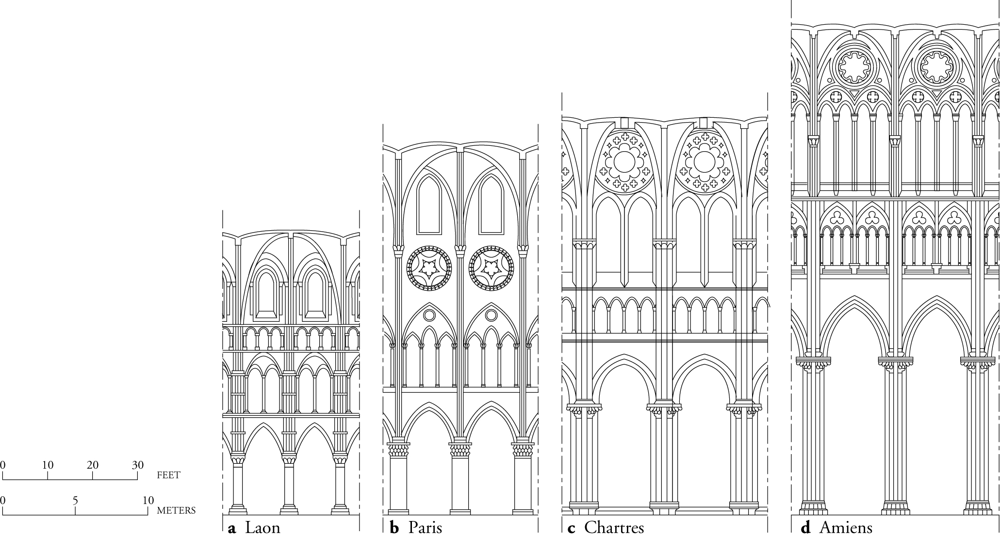 0 10 20 30 FEET
0 5 10 METERS
a Laon
b Paris
c Chartres
d Amiens